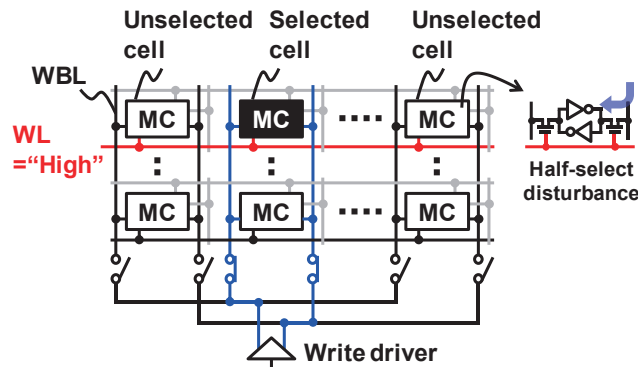 Unselected cell
Selected cell
Unselected cell
WBL
MC
MC
MC
WL
="High"
Half-select
disturbance
MC
MC
MC
Write driver